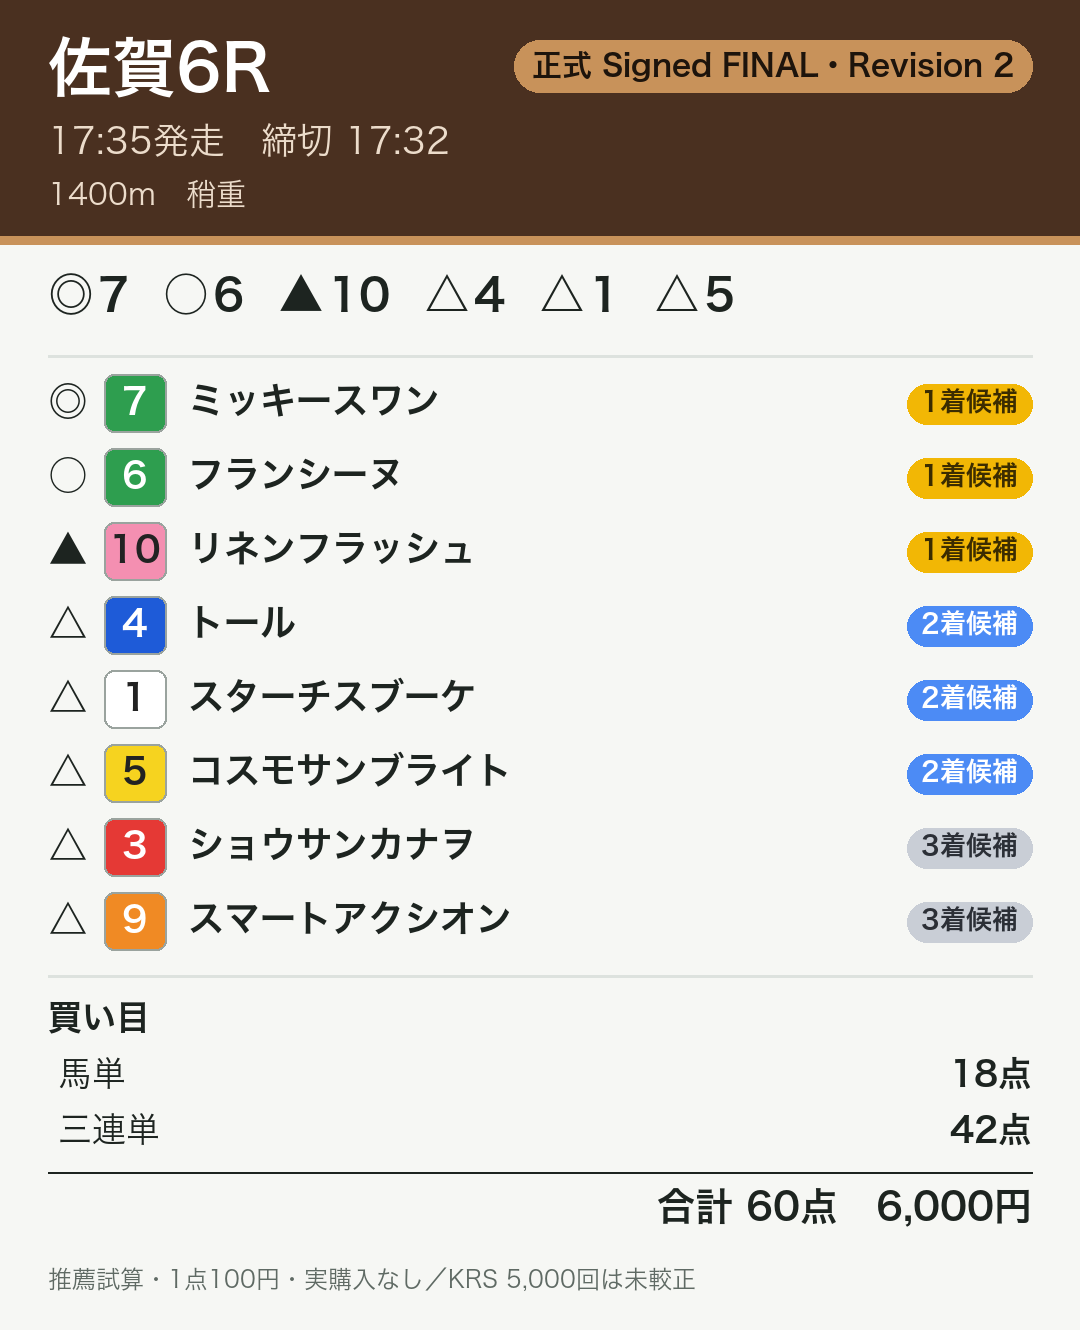 佐賀6R
正式 Signed FINAL・Revision 2
17:35発走　締切 17:32
1400m　稍重
◎7 ○6 ▲10 △4 △1 △5
◎ 7 ミッキースワン 1着候補
○ 6 フランシーヌ 1着候補
▲ 10 リネンフラッシュ 1着候補
△ 4 トール 2着候補
△ 1 スターチスブーケ 2着候補
△ 5 コスモサンブライト 2着候補
△ 3 ショウサンカナヲ 3着候補
△ 9 スマートアクシオン 3着候補
買い目
馬単 18点
三連単 42点
合計 60点　6,000円
推薦試算・1点100円・実購入なし／KRS 5,000回は未較正